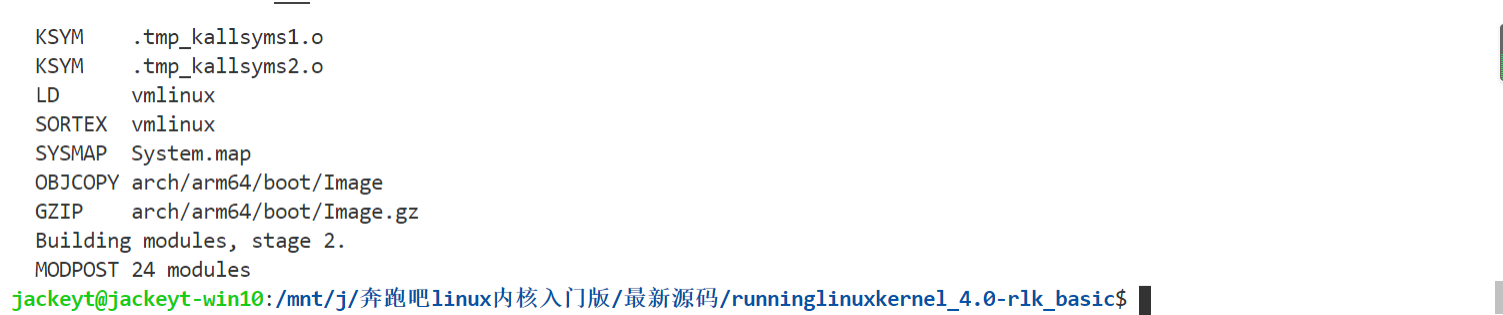 KSYM    .tmp_kallsyms1.o
KSYM    .tmp_kallsyms2.o
LD      vmlinux
SORTEX  vmlinux
SYSMAP  System.map
OBJCOPY arch/arm64/boot/Image
GZIP    arch/arm64/boot/Image.gz
Building modules, stage 2.
MODPOST 24 modules
jackeyt@jackeyt-win10:/mnt/j/奔跑吧linux内核入门版/最新源码/runninglinuxkernel_4.0-rlk_basic$